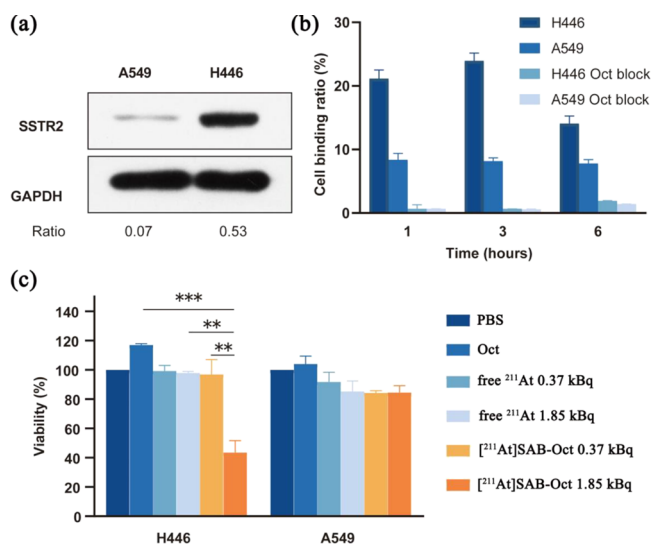 (a)
A549 H446
SSTR2
GAPDH
Ratio 0.07 0.53
(b)
Cell binding ratio (%)
30
20
10
0
1 3 6
Time (hours)
H446
A549
H446 Oct block
A549 Oct block
(c)
Viability (%)
140
120
100
80
60
40
20
0
***
**
**
H446 A549
PBS
Oct
free ²¹¹At 0.37 kBq
free ²¹¹At 1.85 kBq
[²¹¹At]SAB-Oct 0.37 kBq
[²¹¹At]SAB-Oct 1.85 kBq